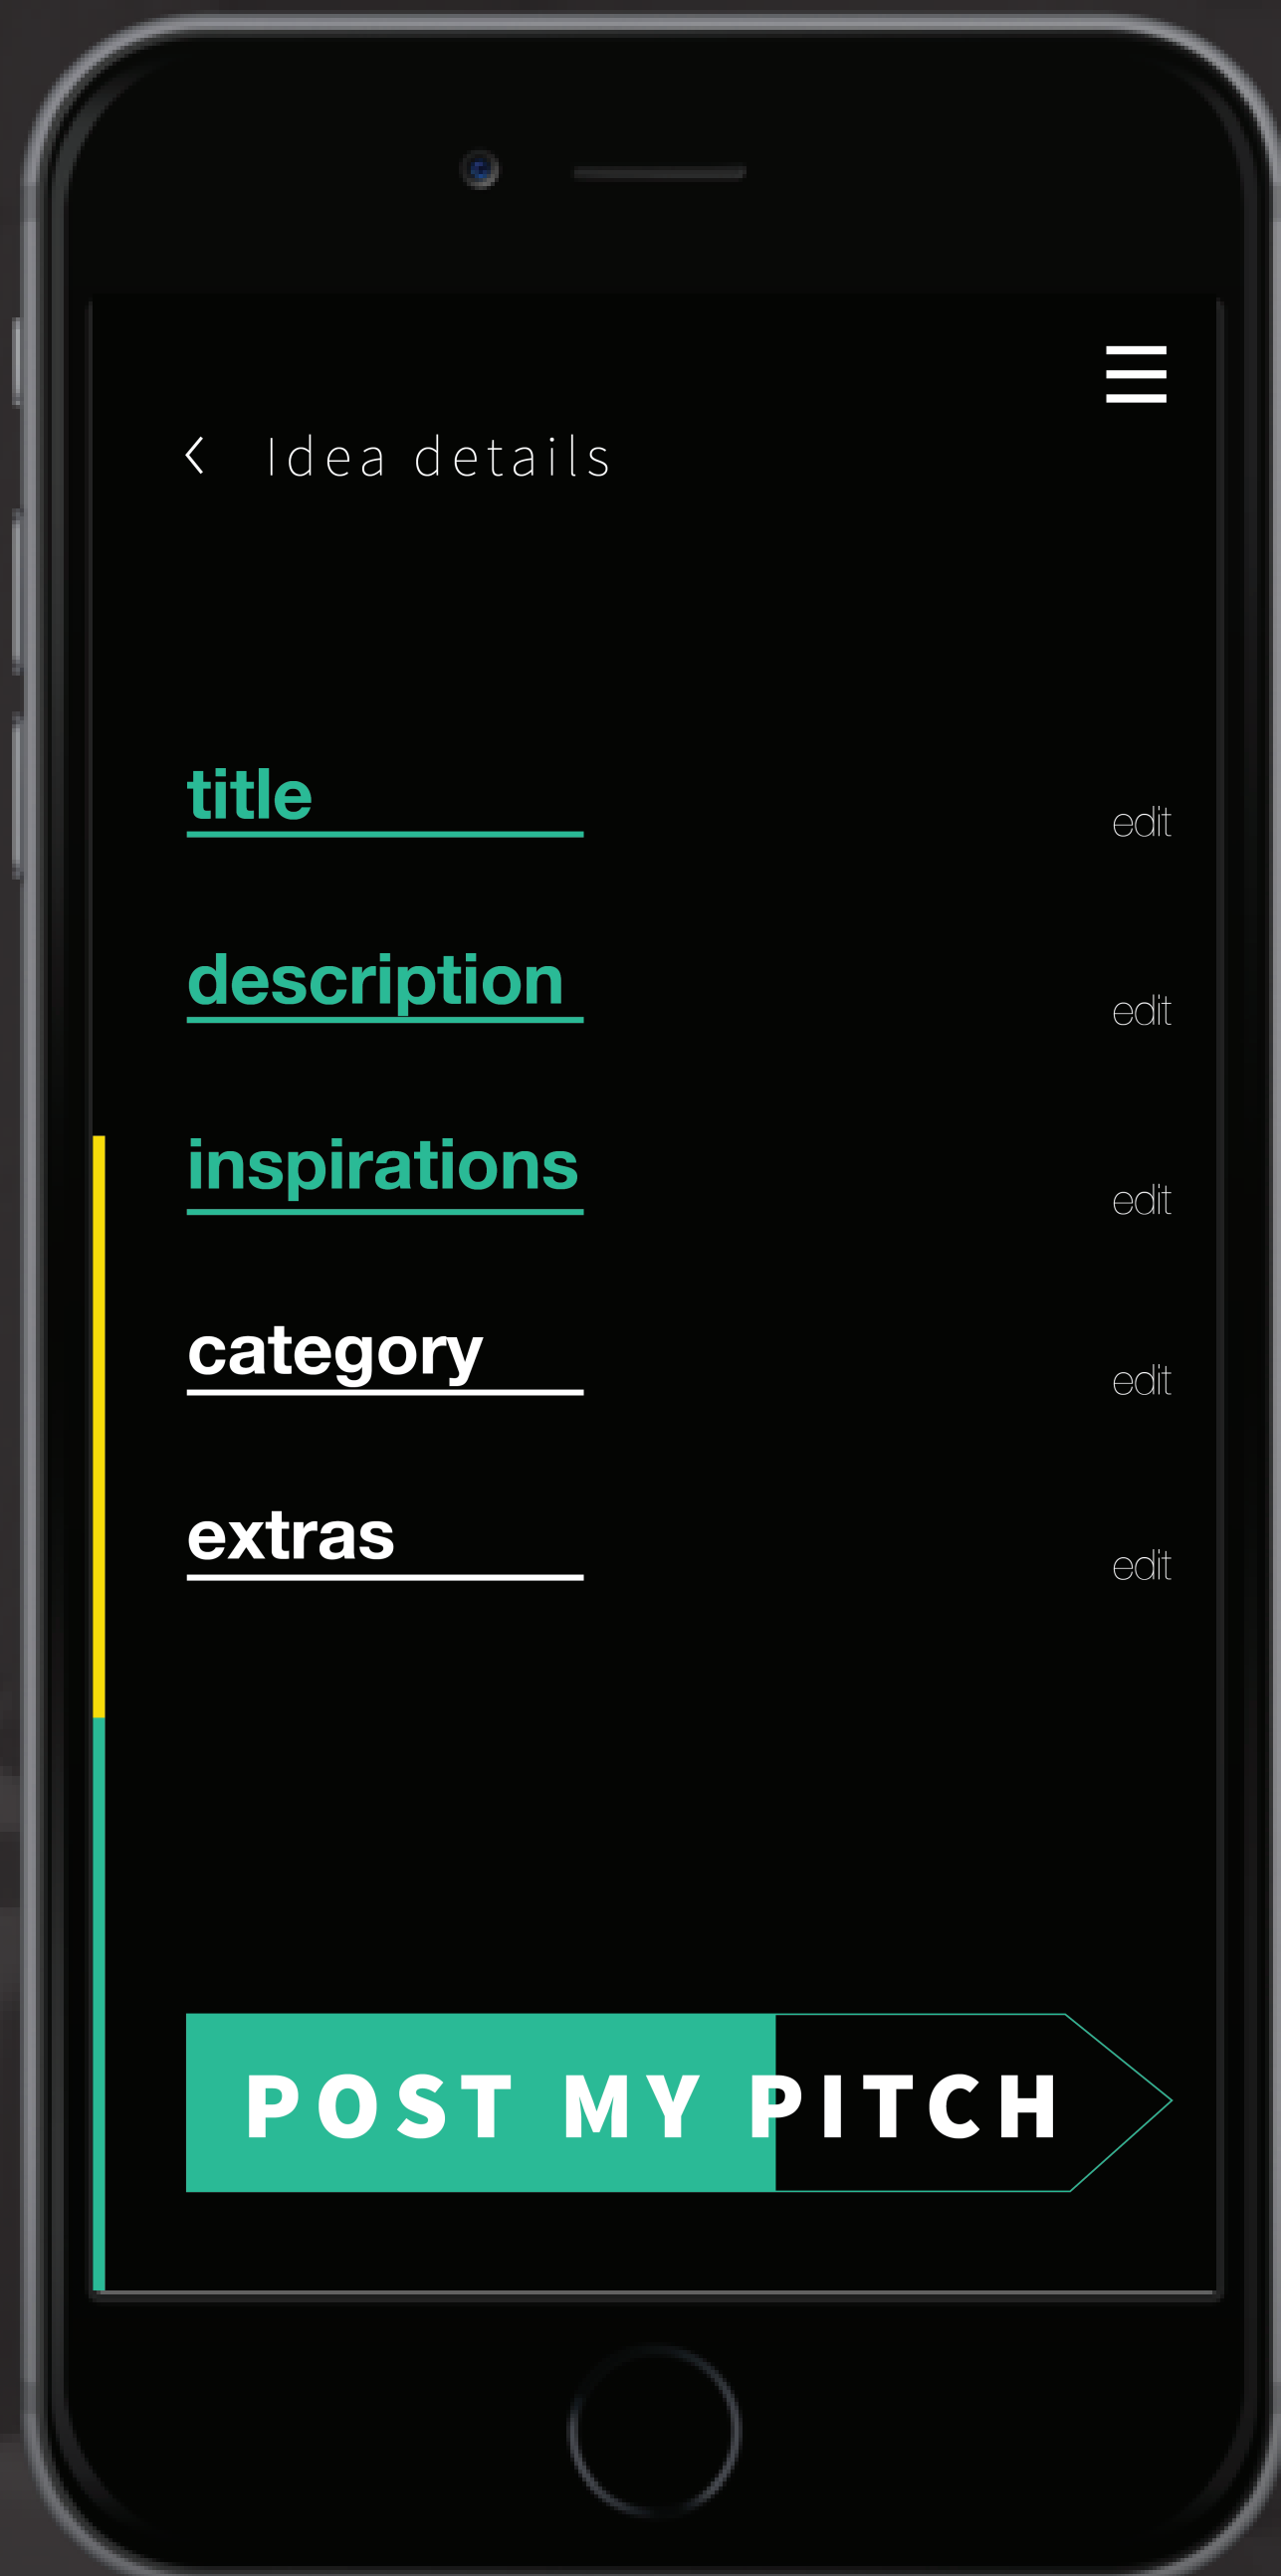 Idea details
title
edit
description
edit
inspirations
edit
category
edit
extras
edit
POST MY PITCH